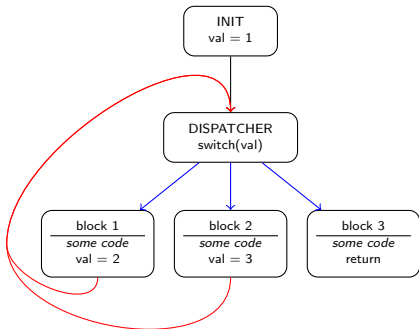 INIT
val = 1
DISPATCHER
switch(val)
block 1
some code
val = 2
block 2
some code
val = 3
block 3
some code
return